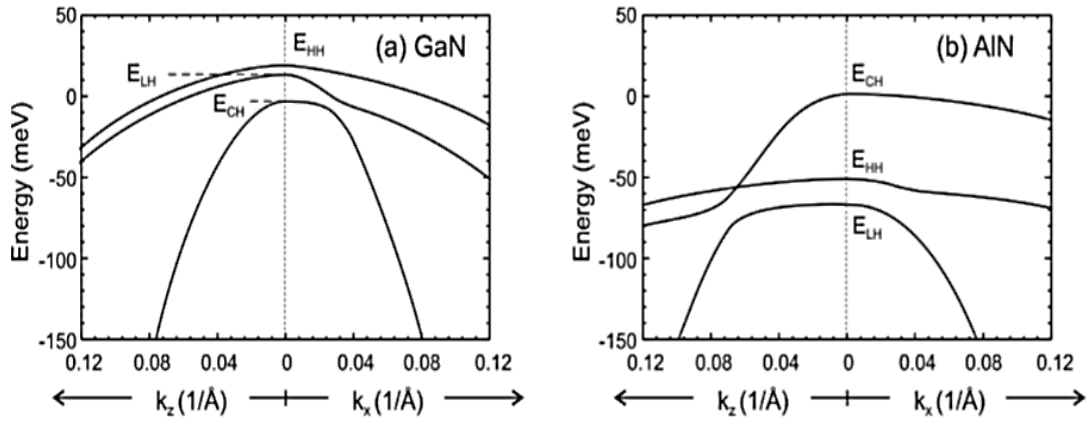 50
(a) GaN
E_HH
E_LH
0
E_CH
-50
-100
-150
Energy (meV)
0.12 0.08 0.04 0 0.04 0.08 0.12
k_z (1/Å) k_x (1/Å)
50
(b) AlN
E_CH
0
E_HH
-50
E_LH
-100
-150
Energy (meV)
0.12 0.08 0.04 0 0.04 0.08 0.12
k_z (1/Å) k_x (1/Å)